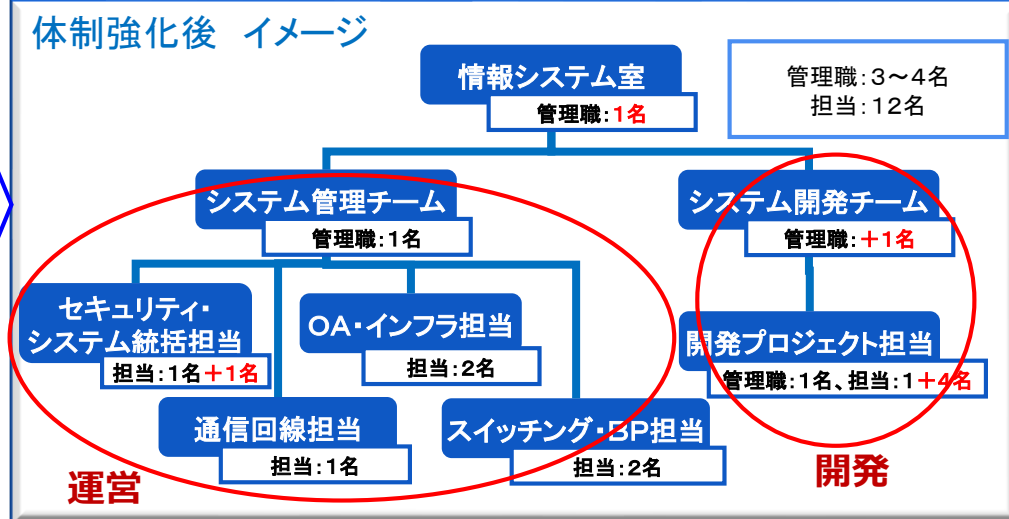 体制強化後 イメージ
情報システム室
管理職:1名
管理職:3~4名
担当:12名
システム管理チーム
管理職:1名
システム開発チーム
管理職:+1名
セキュリティ・
システム統括担当
担当:1名+1名
OA・インフラ担当
担当:2名
開発プロジェクト担当
管理職:1名、担当:1+4名
通信回線担当
担当:1名
スイッチング・BP担当
担当:2名
運営
開発